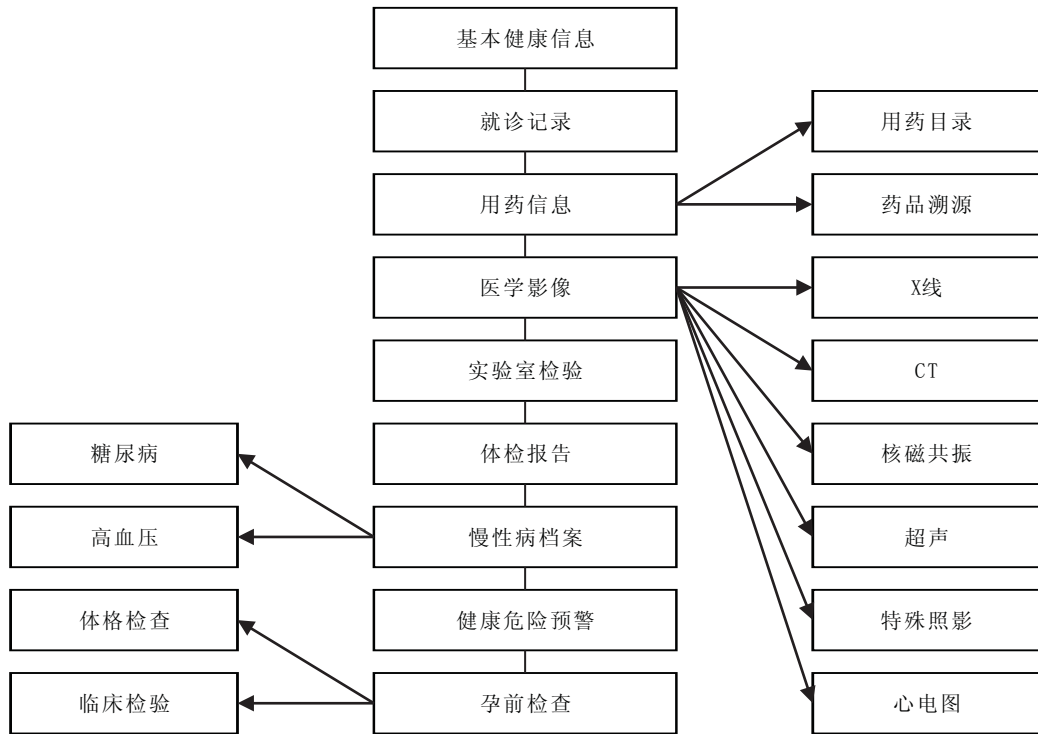 基本健康信息
就诊记录
用药目录
用药信息
药品溯源
医学影像
X线
实验室检验
CT
糖尿病
体检报告
核磁共振
高血压
慢性病档案
超声
体格检查
健康危险预警
特殊照影
临床检验
孕前检查
心电图